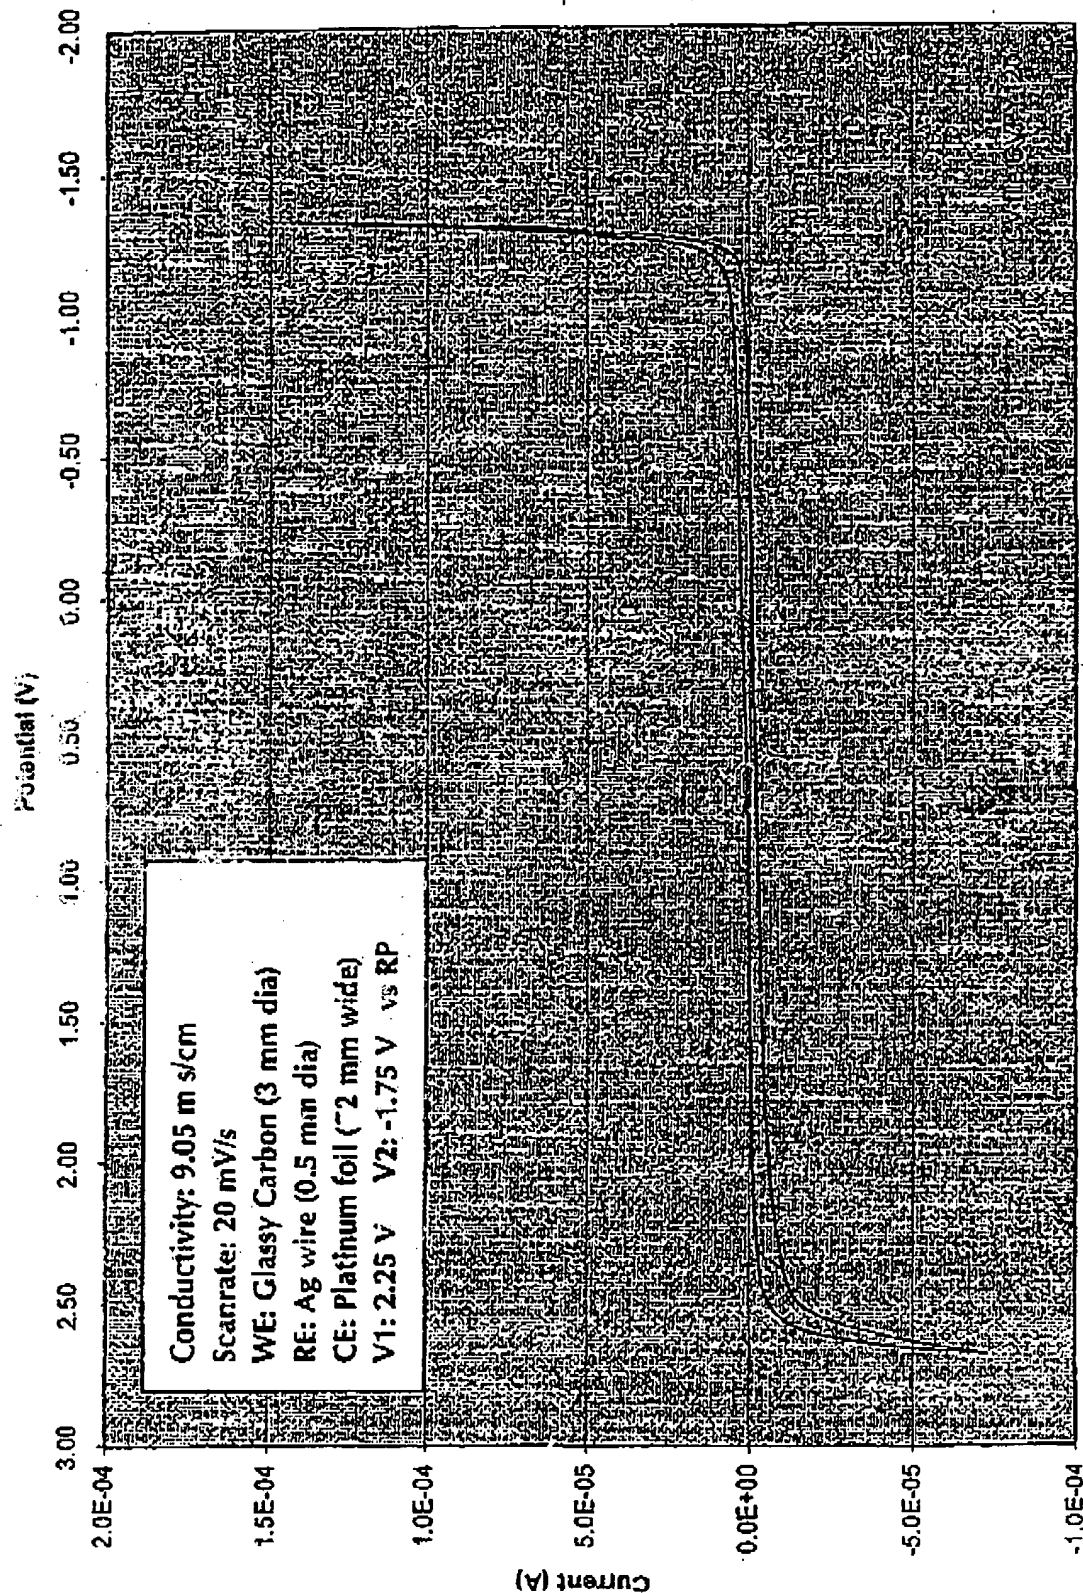 Potential (V)
-2.00
-1.50
-1.00
-0.50
0.00
0.50
1.00
1.50
2.00
2.50
3.00
Conductivity: 9.05 m s/cm
Scanrate: 20 mV/s
WE: Glassy Carbon (3 mm dia)
RE: Ag wire (0.5 mm dia)
CE: Platinum foil (~2 mm wide)
V1: 2.25 V V2: -1.75 V vs RP
2.0E-04
1.5E-04
1.0E-04
5.0E-05
0.0E+00
-5.0E-05
-1.0E-04
Current (A)